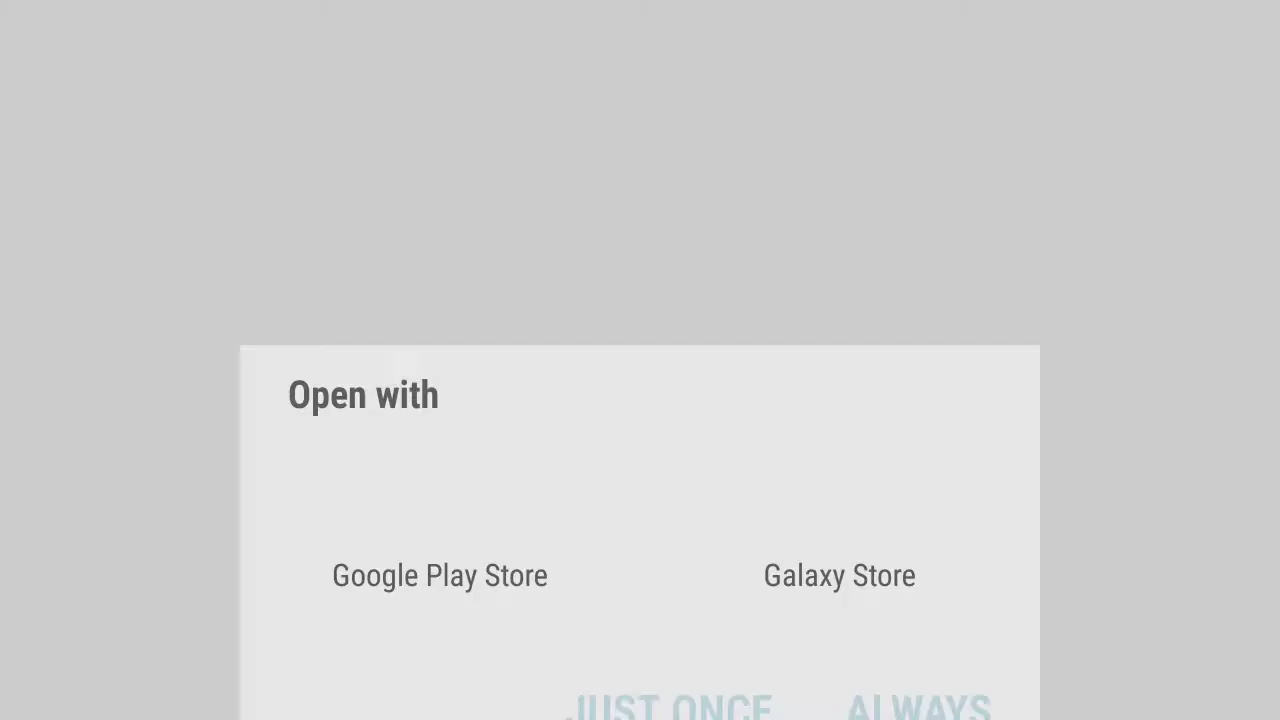 Open with
Google Play Store
Galaxy Store
JUST ONCE
ALWAYS